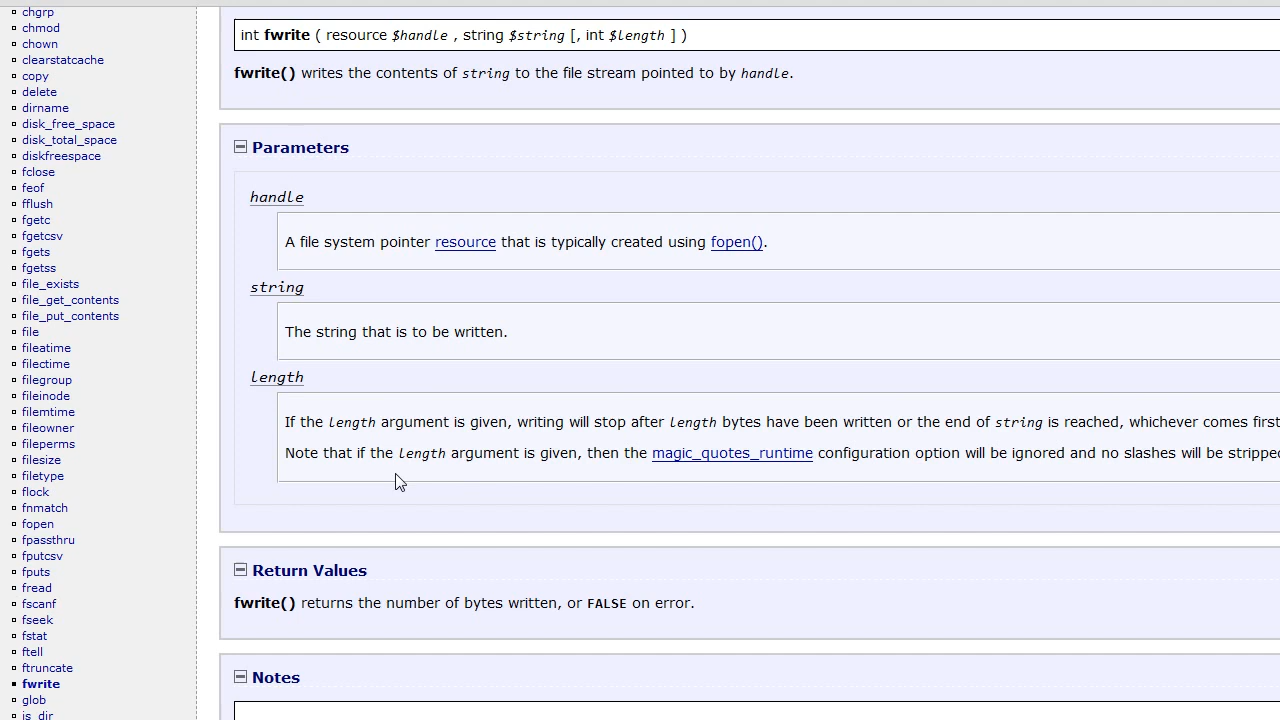 chgrp
chmod
chown
clearstatcache
copy
delete
dirname
disk_free_space
disk_total_space
diskfreespace
fclose
feof
fflush
fgetc
fgetcsv
fgets
fgetss
file_exists
file_get_contents
file_put_contents
file
fileatime
filectime
filegroup
fileinode
filemtime
fileowner
fileperms
filesize
filetype
flock
fnmatch
fopen
fpassthru
fputcsv
fputs
fread
fscanf
fseek
fstat
ftell
ftruncate
fwrite
glob
is_dir
int fwrite ( resource $handle , string $string [, int $length ] )
fwrite() writes the contents of string to the file stream pointed to by handle.
Parameters
handle
A file system pointer resource that is typically created using fopen().
string
The string that is to be written.
length
If the length argument is given, writing will stop after length bytes have been written or the end of string is reached, whichever comes first
Note that if the length argument is given, then the magic_quotes_runtime configuration option will be ignored and no slashes will be strippe
Return Values
fwrite() returns the number of bytes written, or FALSE on error.
Notes